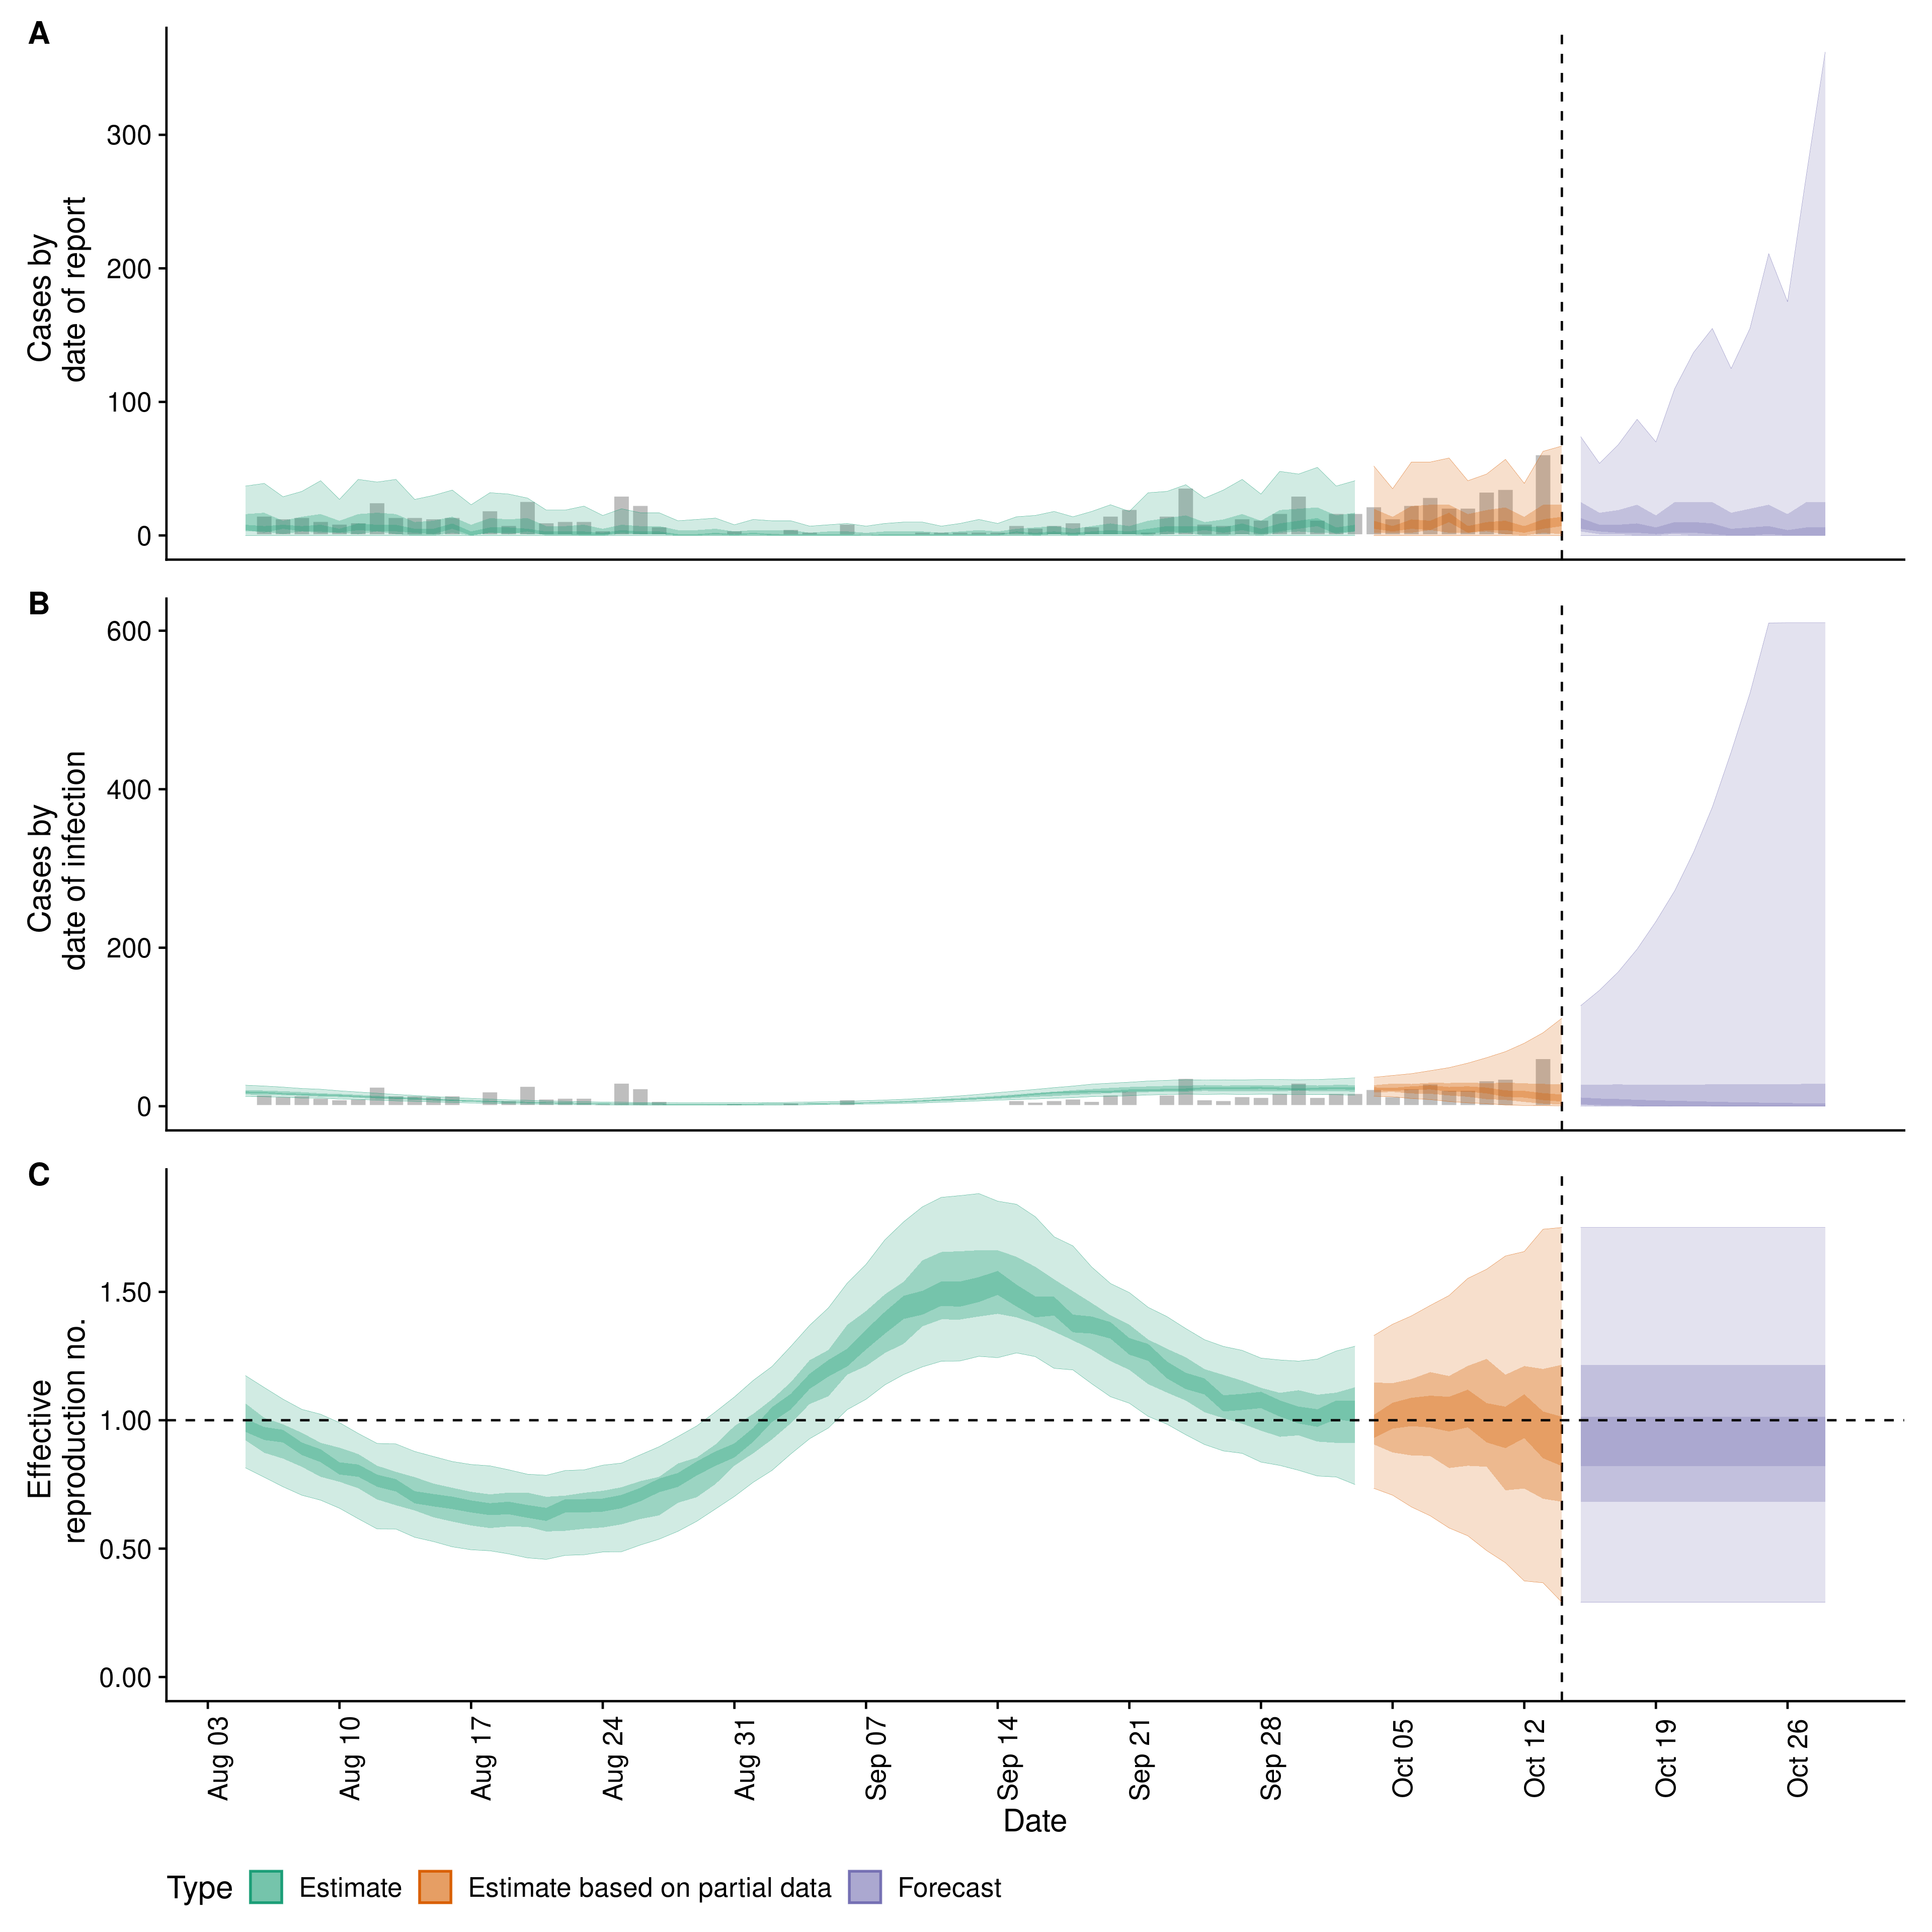 A
Cases by
date of report
300
200
100
0
B
Cases by
date of infection
600
400
200
0
C
Effective
reproduction no.
1.50
1.00
0.50
0.00
Aug 03
Aug 10
Aug 17
Aug 24
Aug 31
Sep 07
Sep 14
Sep 21
Sep 28
Oct 05
Oct 12
Oct 19
Oct 26
Date
Type Estimate Estimate based on partial data Forecast